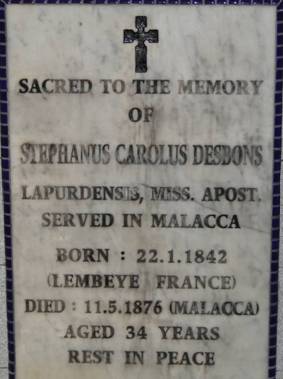 SACRED TO THE MEMORY
OF
STEPHANUS CAROLUS DESBONS
LAPURDENSIS, MISS. APOST.
SERVED IN MALACCA
BORN : 22.1.1842
(LEMBEYE FRANCE)
DIED : 11.5.1876 (MALACCA)
AGED 34 YEARS
REST IN PEACE